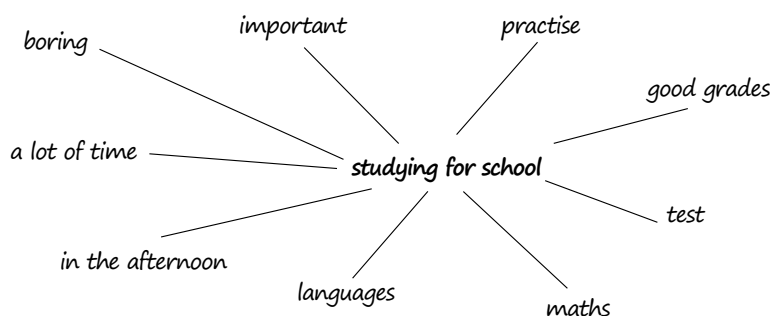 important
practise
boring
good grades
a lot of time
studying for school
test
in the afternoon
languages
maths